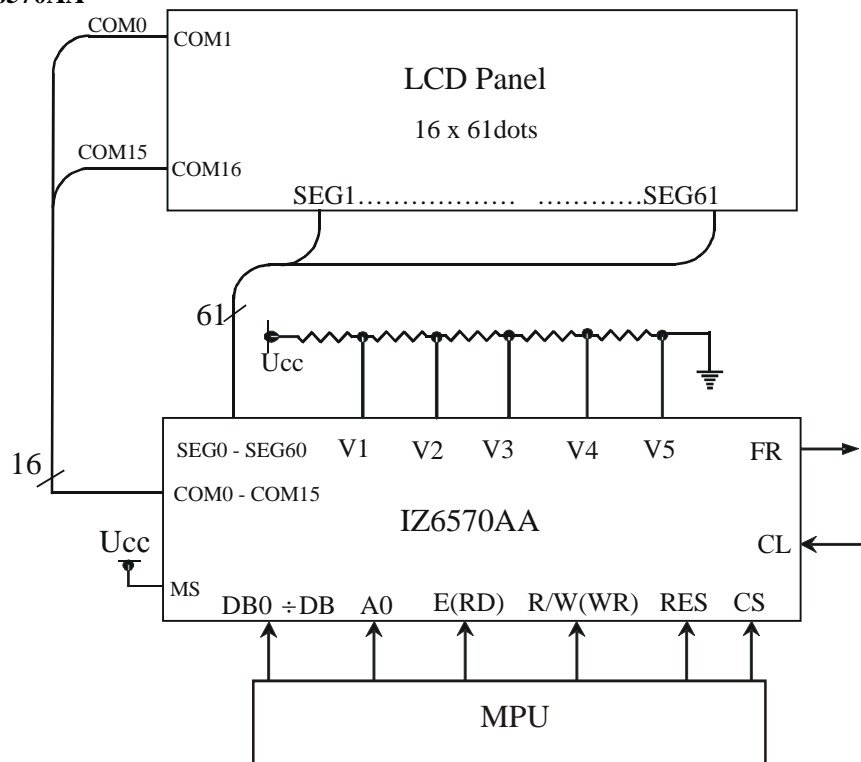 COM0
COM1
LCD Panel
16 x 61dots
COM15
COM16
SEG1.................. ............SEG61
61
Ucc
SEG0 - SEG60 V1 V2 V3 V4 V5 FR
16
COM0 - COM15
IZ6570AA
Ucc
CL
MS
DB0 ÷DB A0 E(RD) R/W(WR) RES CS
MPU